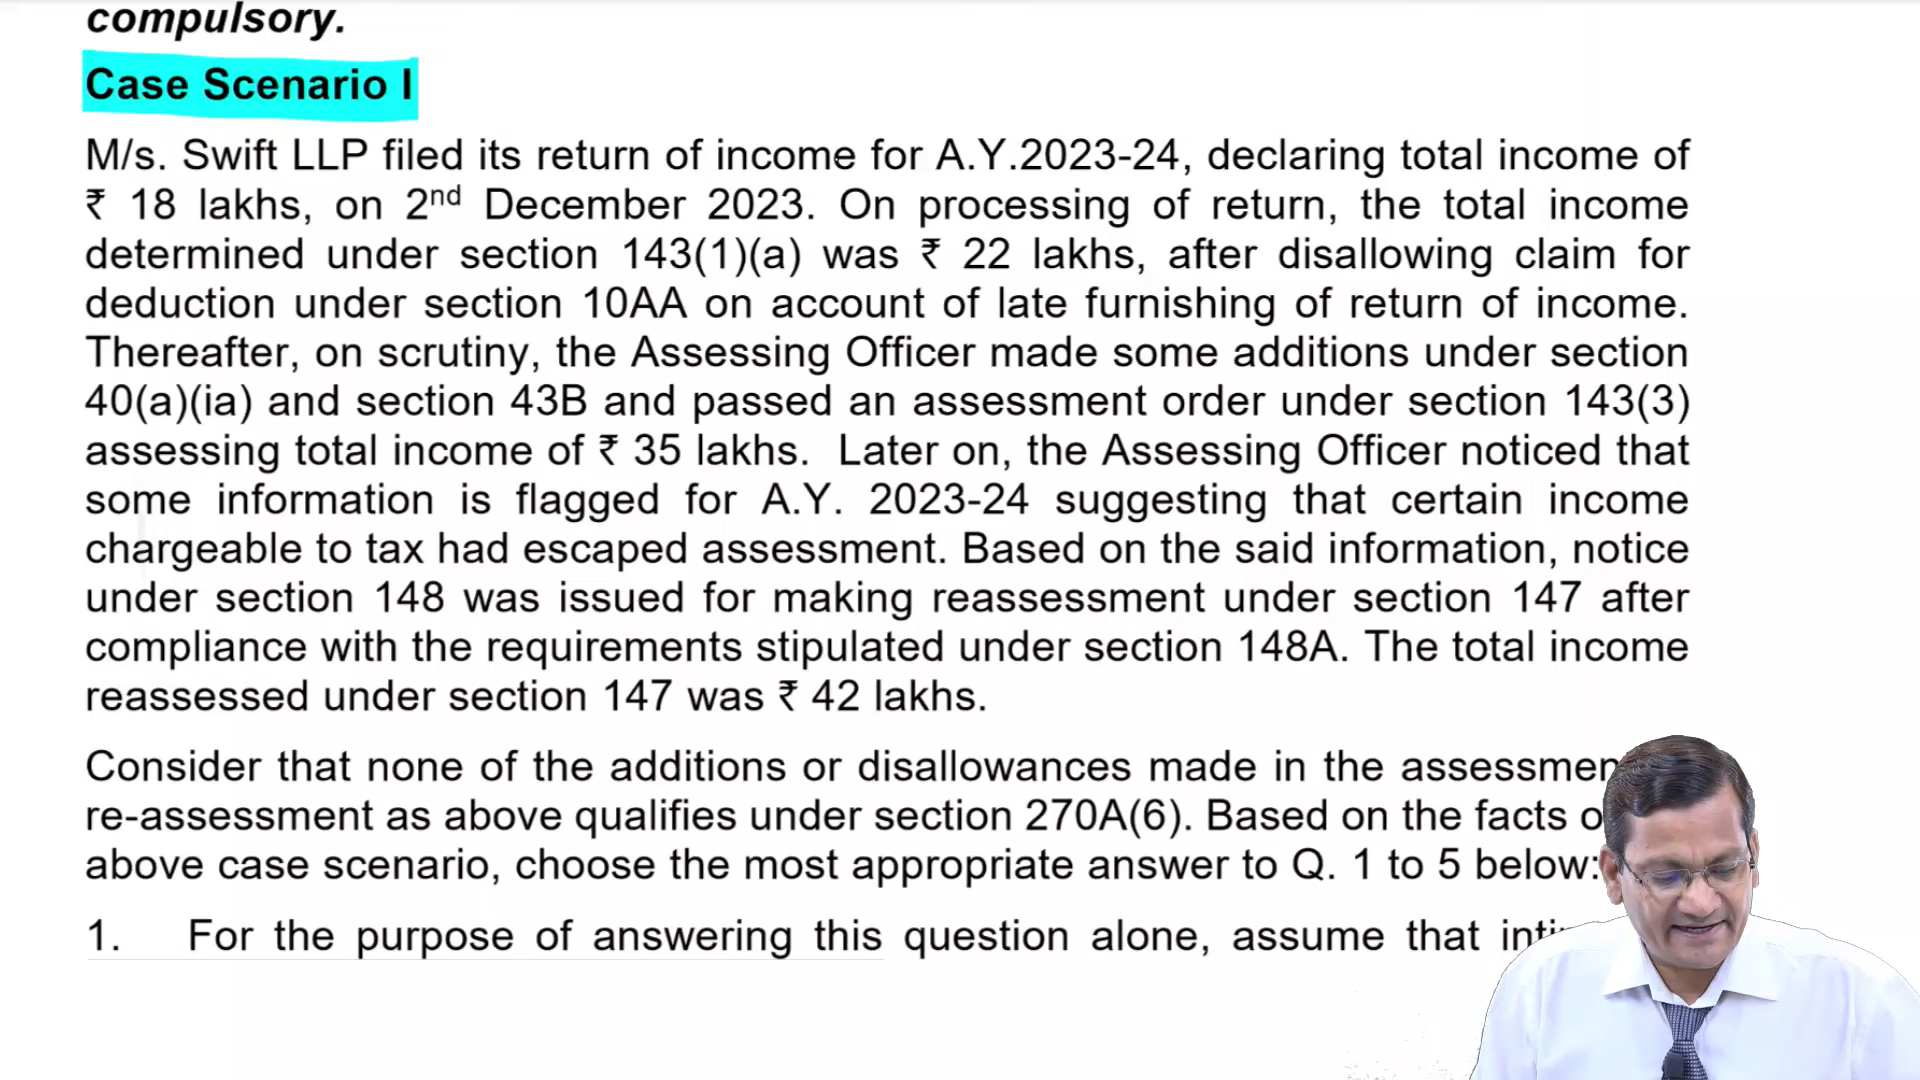 compulsory.
Case Scenario I
M/s. Swift LLP filed its return of income for A.Y.2023-24, declaring total income of
₹ 18 lakhs, on 2nd December 2023. On processing of return, the total income
determined under section 143(1)(a) was ₹ 22 lakhs, after disallowing claim for
deduction under section 10AA on account of late furnishing of return of income.
Thereafter, on scrutiny, the Assessing Officer made some additions under section
40(a)(ia) and section 43B and passed an assessment order under section 143(3)
assessing total income of ₹ 35 lakhs. Later on, the Assessing Officer noticed that
some information is flagged for A.Y. 2023-24 suggesting that certain income
chargeable to tax had escaped assessment. Based on the said information, notice
under section 148 was issued for making reassessment under section 147 after
compliance with the requirements stipulated under section 148A. The total income
reassessed under section 147 was ₹ 42 lakhs.
Consider that none of the additions or disallowances made in the
re-assessment as above qualifies under section 270A(6). Based on the facts
above case scenario, choose the most appropriate answer to Q. 1 to 5 below:
1. For the purpose of answering this question alone, assume that